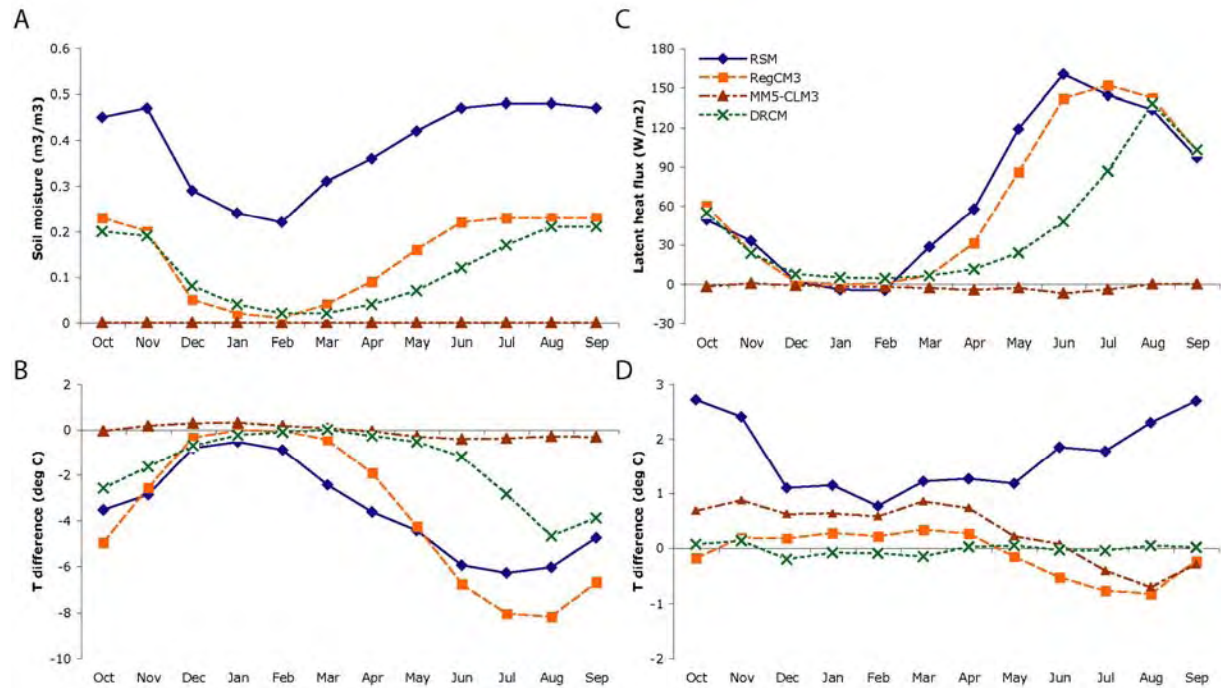 A
Soil moisture (m3/m3)
0.6
0.5
0.4
0.3
0.2
0.1
0
Oct Nov Dec Jan Feb Mar Apr May Jun Jul Aug Sep
C
Latent heat flux (W/m2)
180
150
120
90
60
30
0
-30
RSM
RegCM3
MM5-CLM3
DRCM
Oct Nov Dec Jan Feb Mar Apr May Jun Jul Aug Sep
B
T difference (deg C)
2
0
-2
-4
-6
-8
-10
Oct Nov Dec Jan Feb Mar Apr May Jun Jul Aug Sep
D
T difference (deg C)
3
2
1
0
-1
-2
Oct Nov Dec Jan Feb Mar Apr May Jun Jul Aug Sep